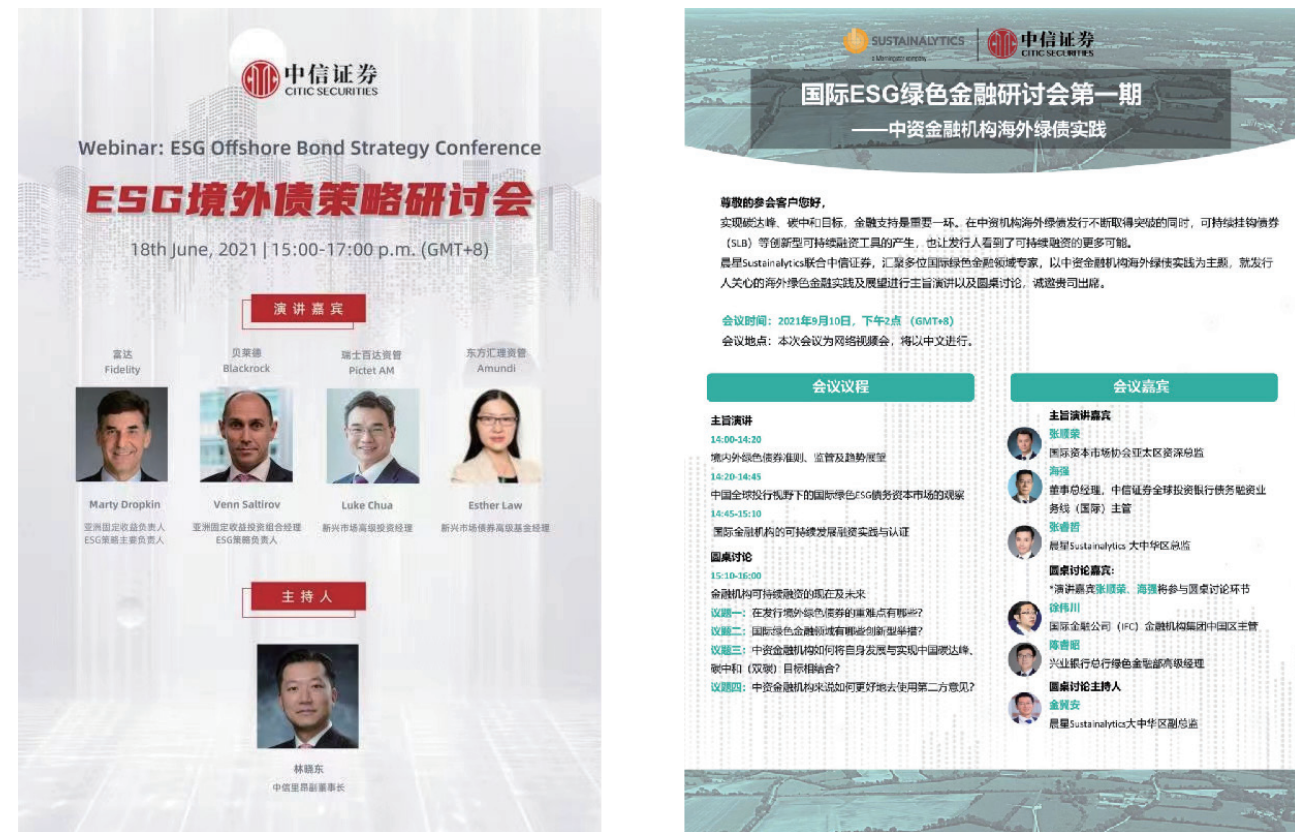 中信证券
CITIC SECURITIES
Webinar: ESG Offshore Bond Strategy Conference
ESG境外债策略研讨会
18th June, 2021 | 15:00-17:00 p.m. (GMT+8)
演讲嘉宾
富达
Fidelity
贝莱德
Blackrock
瑞士百达资管
Pictet AM
东方汇理资管
Amundi
Marty Dropkin
亚洲固定收益负责人
ESG策略主要负责人
Venn Saltirov
亚洲固定收益投资组合经理
ESG策略负责人
Luke Chua
新兴市场高级投资经理
Esther Law
新兴市场债券高级基金经理
主持人
林晓东
中信里昂副董事长
SUSTAINALYTICS
a Morningstar company
中信证券
CITIC SECURITIES
国际ESG绿色金融研讨会第一期
——中资金融机构海外绿债实践
尊敬的参会客户您好，
实现碳达峰、碳中和目标，金融支持是重要一环。在中资机构海外绿债发行不断取得突破的同时，可持续挂钩债券
（SLB）等创新型可持续融资工具的产生，也让发行人看到了可持续融资的更多可能。
晨星Sustainalytics联合中信证券，汇聚多位国际绿色金融领域专家，以中资金融机构海外绿债实践为主题，就发行
人关心的海外绿色金融实践及展望进行主旨演讲以及圆桌讨论，诚邀贵司出席。
会议时间：2021年9月10日，下午2点 （GMT+8）
会议地点：本次会议为网络视频会，将以中文进行。
会议议程
主旨演讲
14:00-14:20
境内外绿色债券准则、监管及趋势展望
14:20-14:45
中国全球投行视野下的国际绿色ESG债务资本市场的观察
14:45-15:10
国际金融机构的可持续发展融资实践与认证
圆桌讨论
15:10-16:00
金融机构可持续融资的现在及未来
议题一：在发行境外绿色债券的重难点有哪些？
议题二：国际绿色金融领域有哪些创新型举措？
议题三：中资金融机构如何将自身发展与实现中国碳达峰、
碳中和（双碳）目标相结合？
议题四：中资金融机构来说如何更好地去使用第二方意见？
会议嘉宾
主旨演讲嘉宾
张顺荣
国际资本市场协会亚太区资深总监
海强
董事总经理，中信证券全球投资银行债务融资业
务线（国际）主管
张睿哲
晨星Sustainalytics 大中华区总监
圆桌讨论嘉宾：
*演讲嘉宾张顺荣、海强将参与圆桌讨论环节
徐伟川
国际金融公司（IFC）金融机构集团中国区主管
陈睿昭
兴业银行总行绿色金融部高级经理
圆桌讨论主持人
金冀安
晨星Sustainalytics大中华区副总监